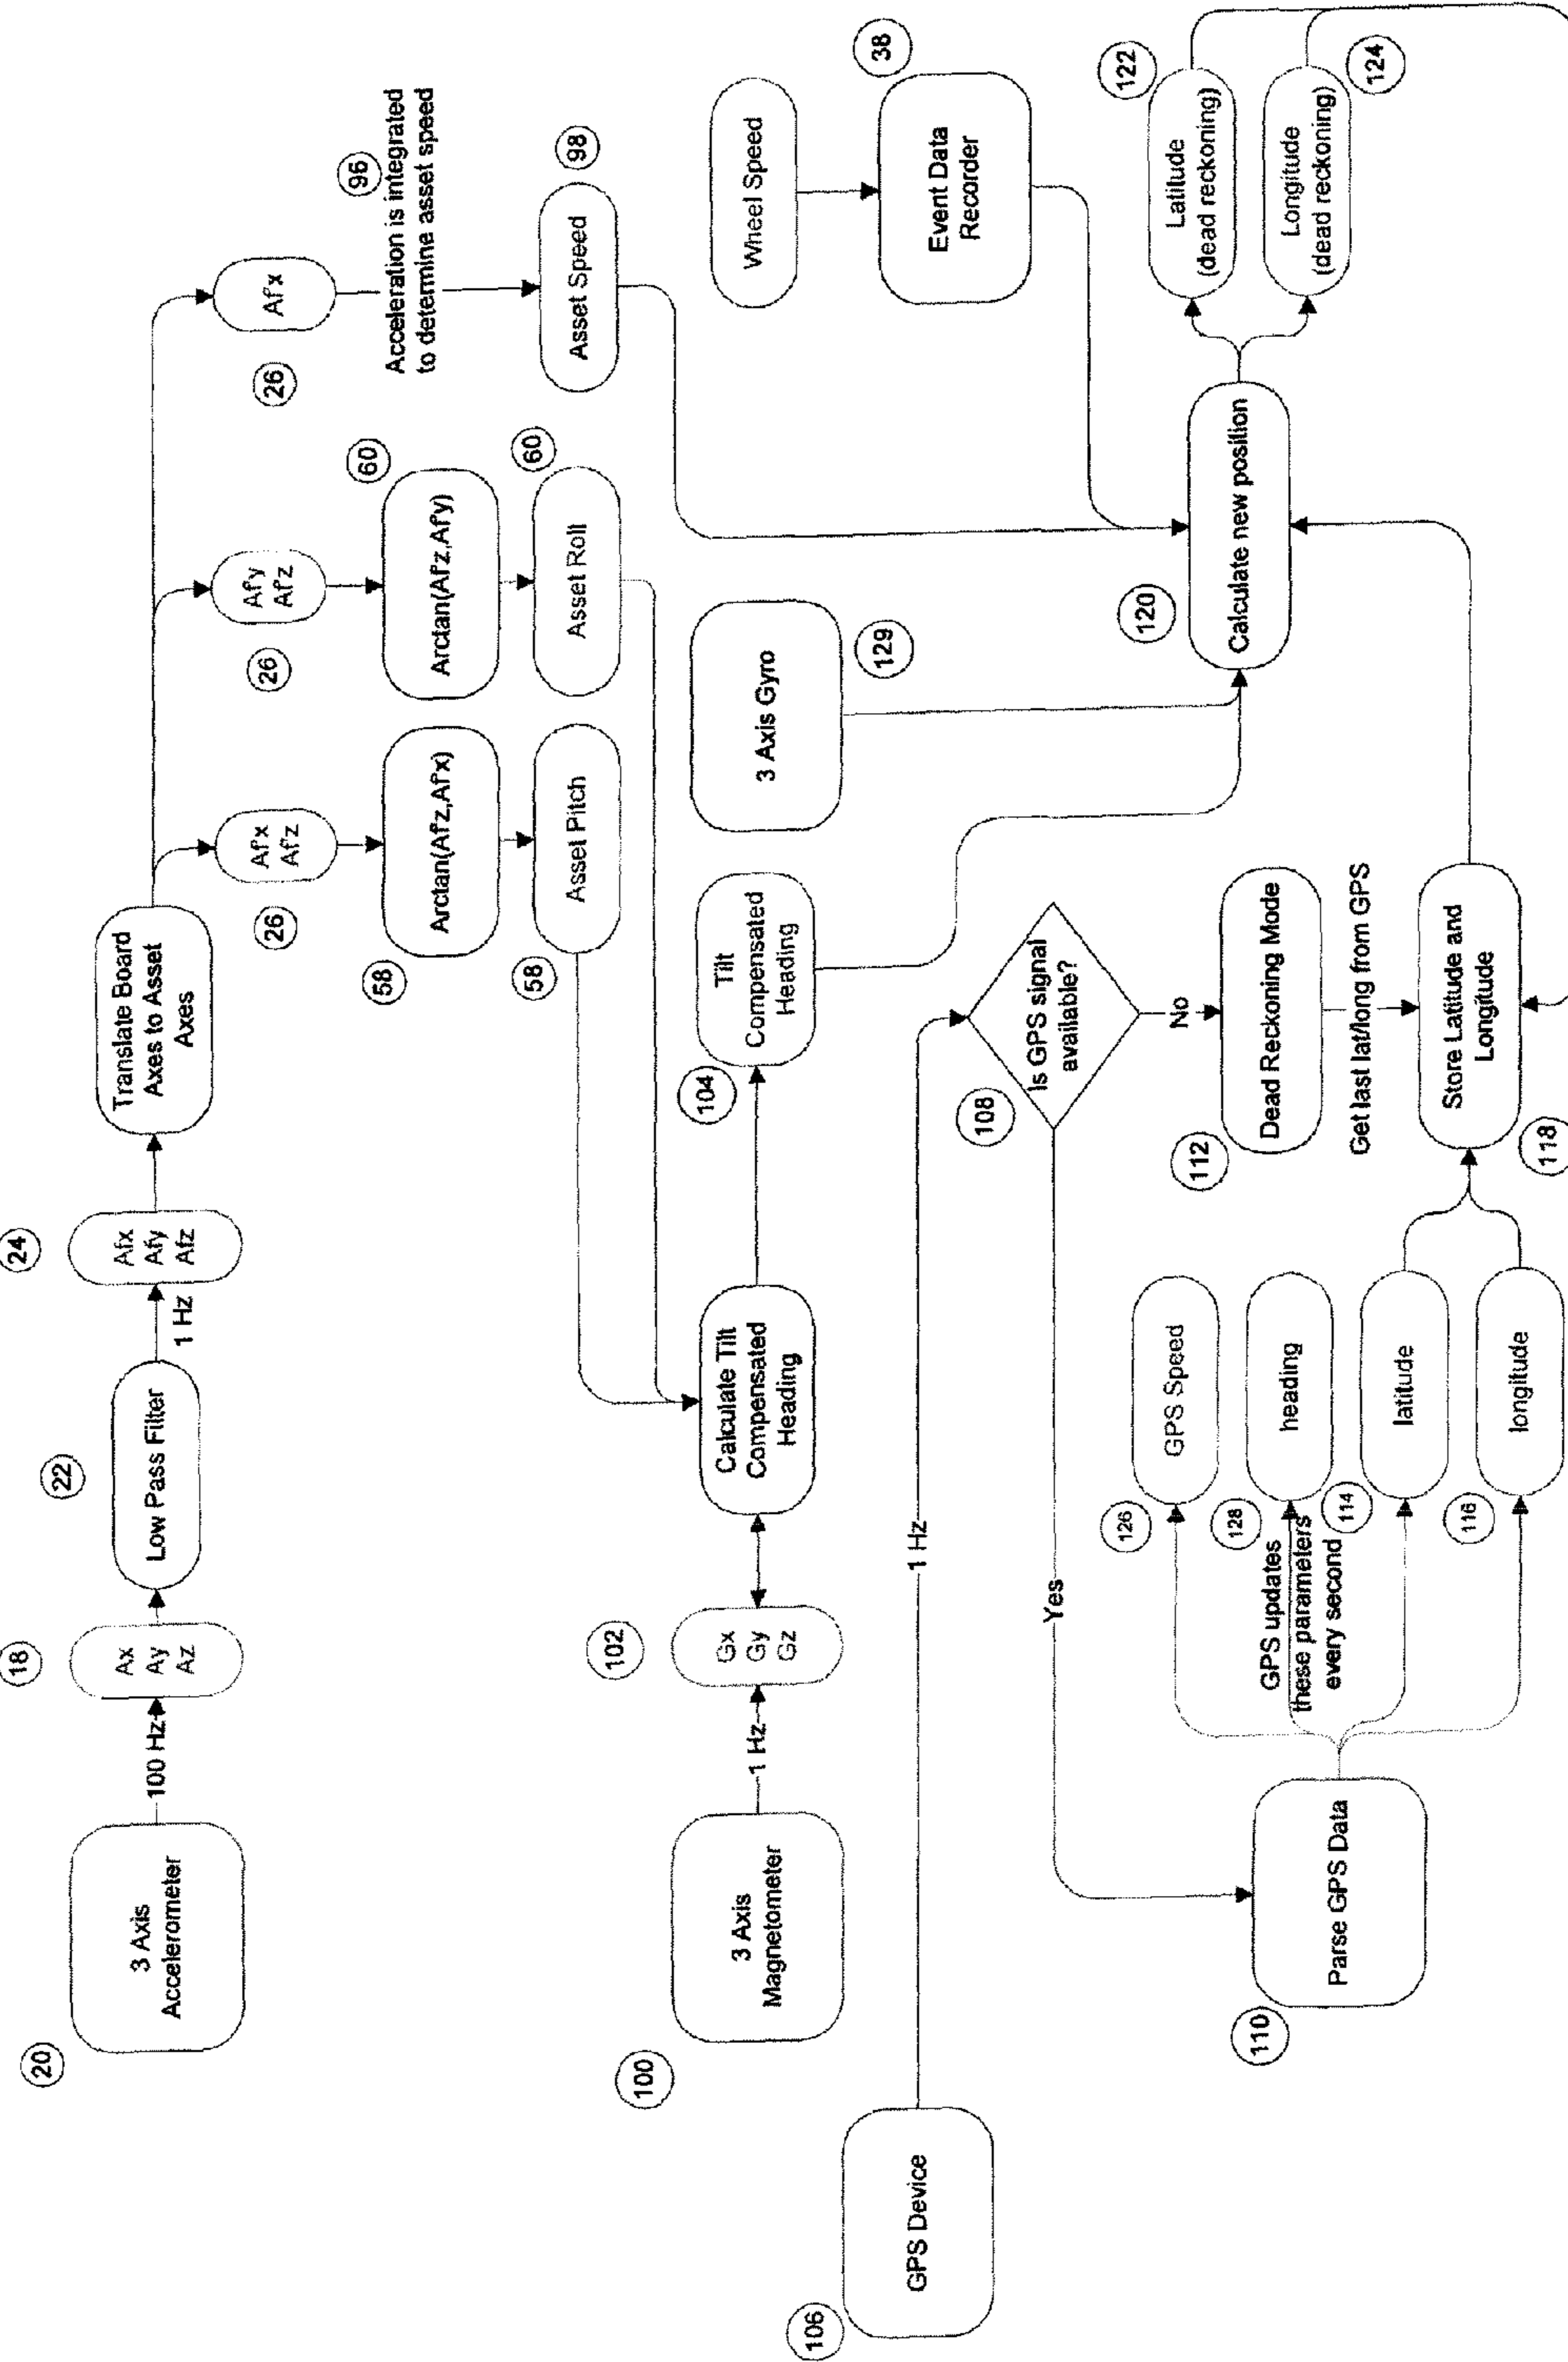 20
3 Axis
Accelerometer
100 Hz
18
Ax
Ay
Az
22
Low Pass Filter
1 Hz
24
Afx
Afy
Afz
Translate Board
Axes to Asset
Axes
26
Afx
Afz
26
Afy
Afz
26
Afx
58
Arctan(Afz,Afx)
60
Arctan(Afz,Afy)
96
Acceleration is integrated
to determine asset speed
58
Asset Pitch
60
Asset Roll
98
Asset Speed
100
3 Axis
Magnetometer
1 Hz
102
Gx
Gy
Gz
Calculate Tilt
Compensated
Heading
104
Tilt
Compensated
Heading
3 Axis Gyro
129
Wheel Speed
38
Event Data
Recorder
106
GPS Device
1 Hz
108
Is GPS signal
available?
Yes
No
110
Parse GPS Data
GPS updates
these parameters
every second
126
GPS Speed
128
heading
114
latitude
116
longitude
112
Dead Reckoning Mode
Get last lat/long from GPS
118
Store Latitude and
Longitude
120
Calculate new position
122
Latitude
(dead reckoning)
124
Longitude
(dead reckoning)